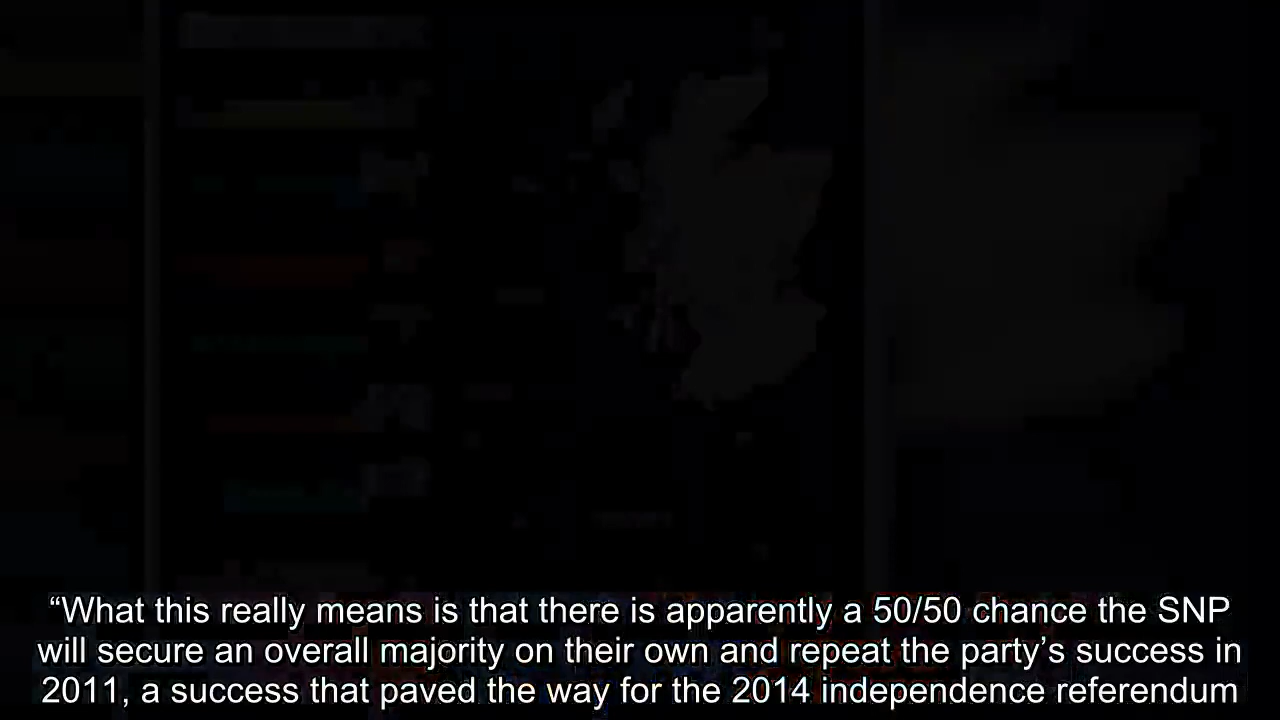 “What this really means is that there is apparently a 50/50 chance the SNP
will secure an overall majority on their own and repeat the party’s success in
2011, a success that paved the way for the 2014 independence referendum